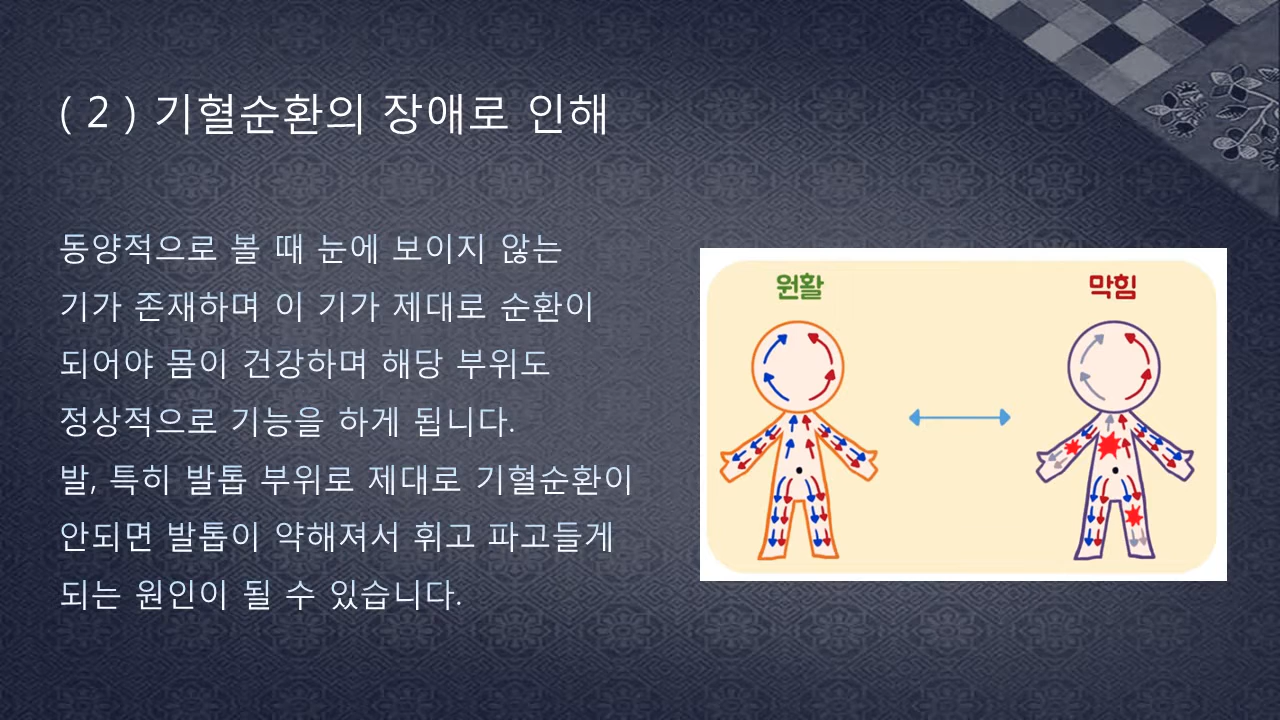 ( 2 ) 기혈순환의 장애로 인해
동양적으로 볼 때 눈에 보이지 않는
기가 존재하며 이 기가 제대로 순환이
되어야 몸이 건강하며 해당 부위도
정상적으로 기능을 하게 됩니다.
발, 특히 발톱 부위로 제대로 기혈순환이
안되면 발톱이 약해져서 휘고 파고들게
되는 원인이 될 수 있습니다.
원활
막힘